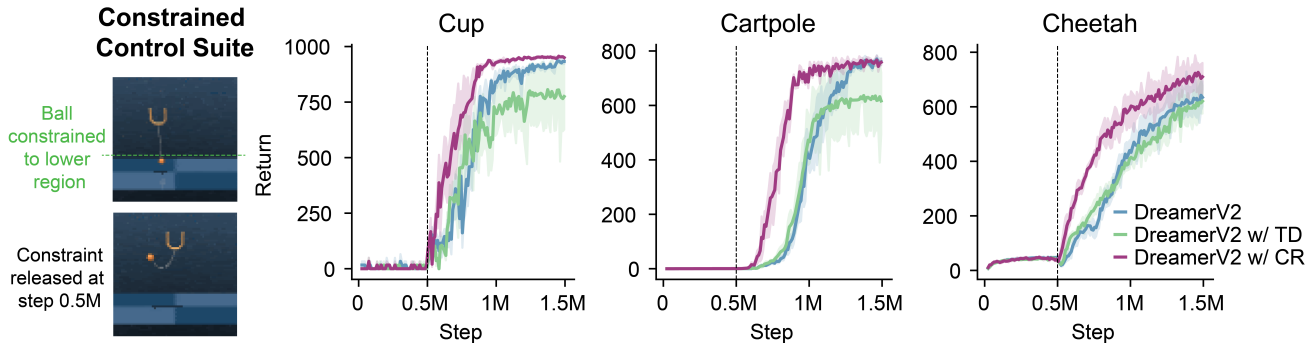 Constrained
Control Suite
Ball
constrained
to lower
region
Constraint
released at
step 0.5M
Cup
Return
1000
750
500
250
0
0
0.5M
1M
1.5M
Step
Cartpole
800
600
400
200
0
0
0.5M
1M
1.5M
Step
Cheetah
800
600
400
200
0
0
0.5M
1M
1.5M
Step
DreamerV2
DreamerV2 w/ TD
DreamerV2 w/ CR